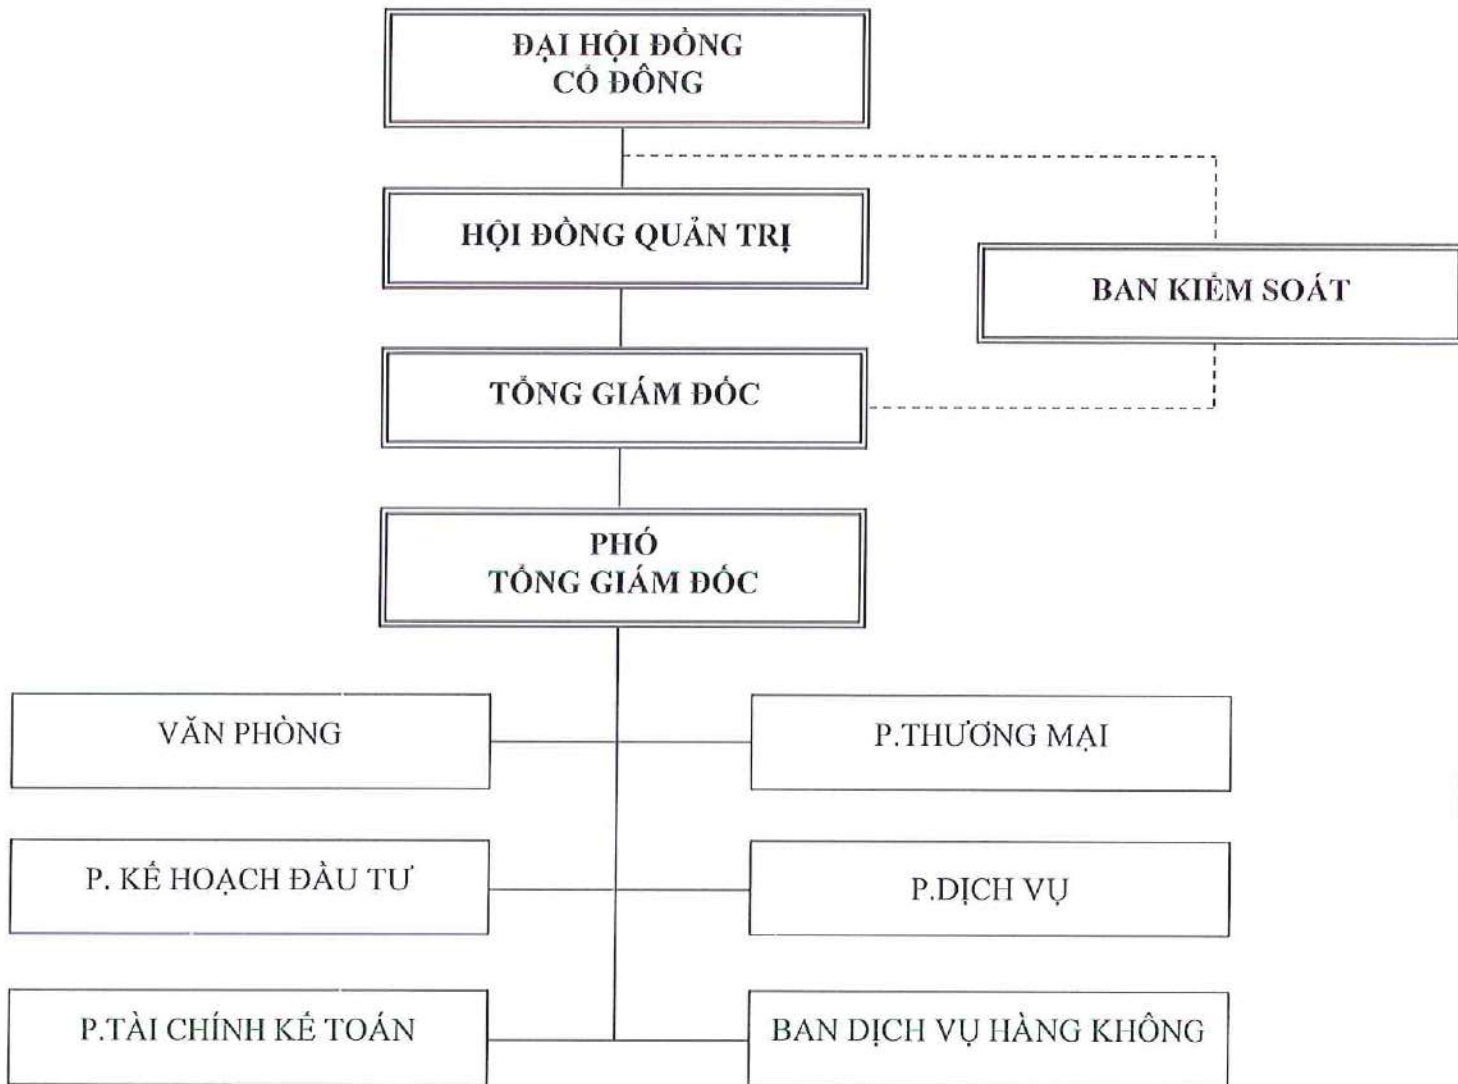 ĐẠI HỘI ĐỒNG
CỔ ĐÔNG
HỘI ĐỒNG QUẢN TRỊ
BAN KIỂM SOÁT
TỔNG GIÁM ĐỐC
PHÓ
TỔNG GIÁM ĐỐC
VĂN PHÒNG
P.THƯƠNG MẠI
P. KẾ HOẠCH ĐẦU TƯ
P.DỊCH VỤ
P.TÀI CHÍNH KẾ TOÁN
BAN DỊCH VỤ HÀNG KHÔNG